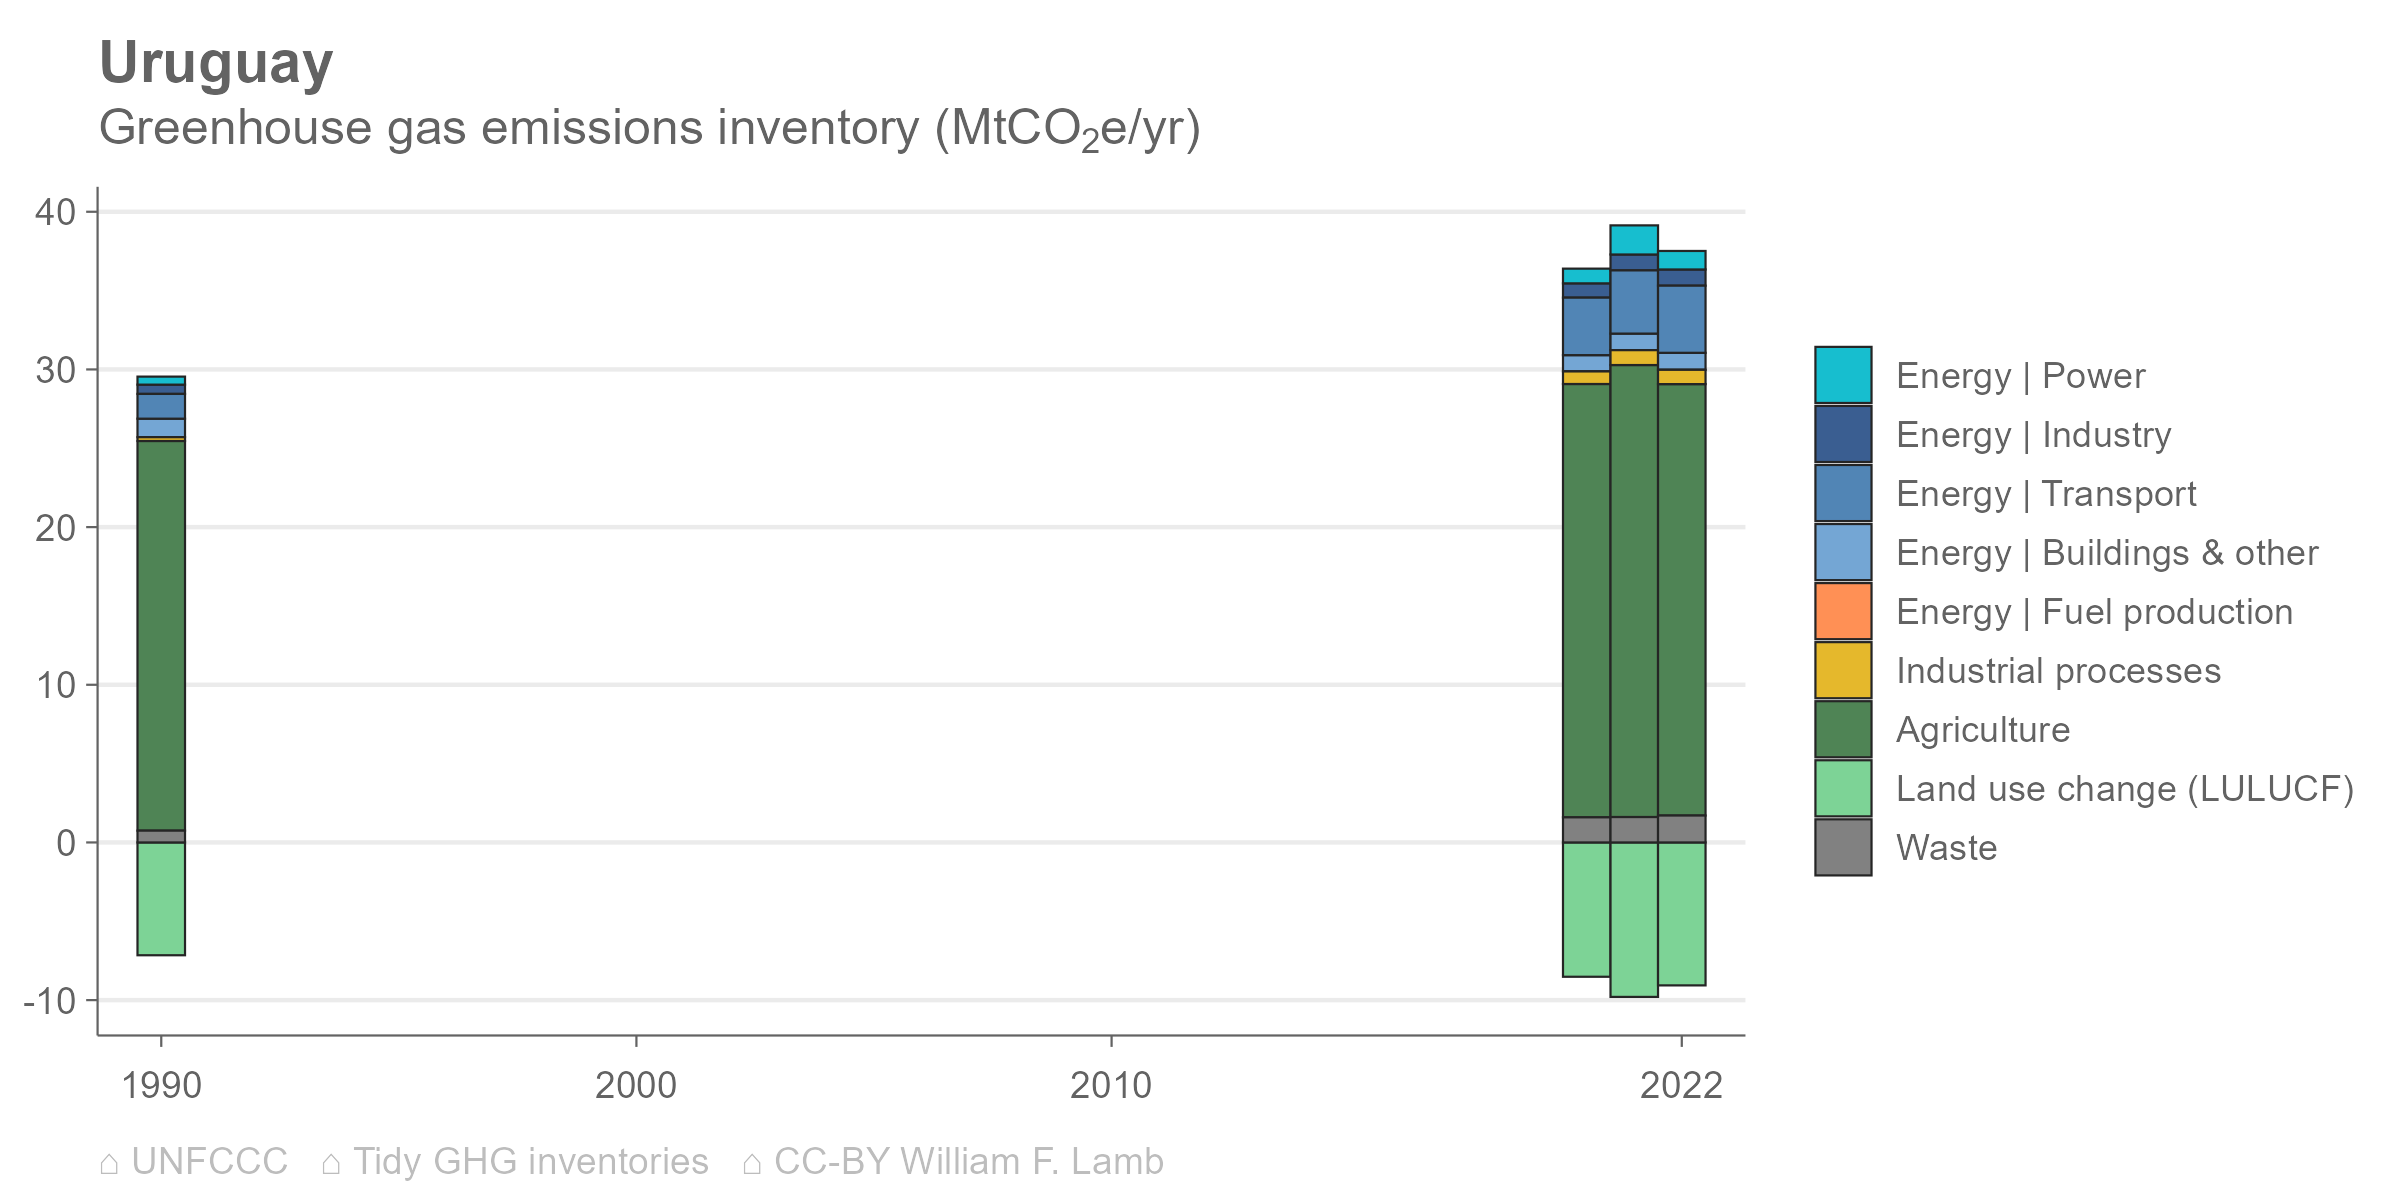 Uruguay
Greenhouse gas emissions inventory (MtCO₂e/yr)
40
30
20
10
0
-10
1990 2000 2010 2022
Energy | Power
Energy | Industry
Energy | Transport
Energy | Buildings & other
Energy | Fuel production
Industrial processes
Agriculture
Land use change (LULUCF)
Waste
⌂ UNFCCC ⌂ Tidy GHG inventories ⌂ CC-BY William F. Lamb